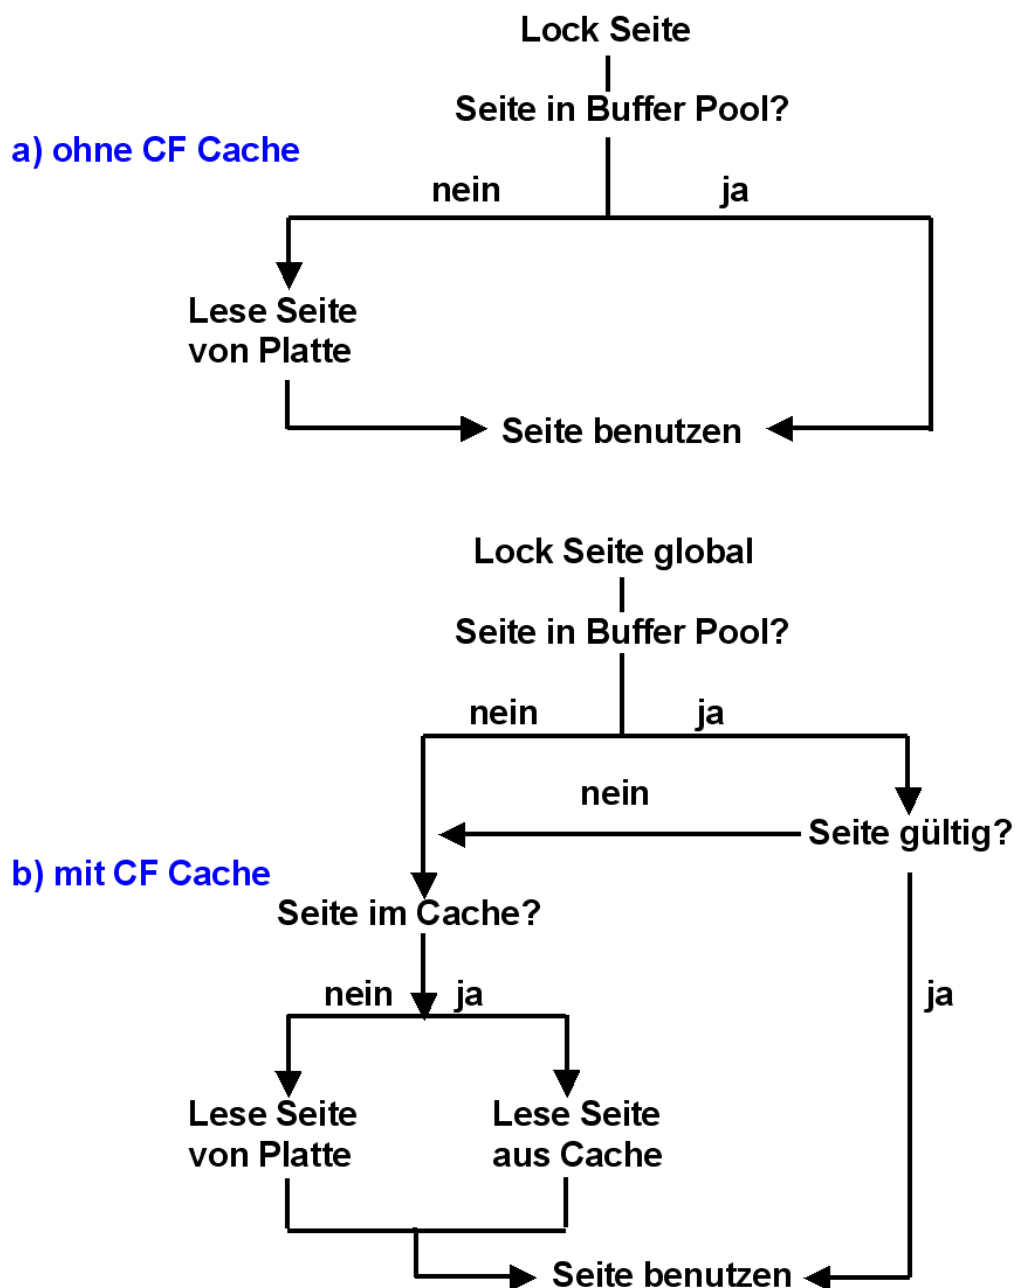 Lock Seite
Seite in Buffer Pool?
a) ohne CF Cache
nein
ja
Lese Seite
von Platte
Seite benutzen
Lock Seite global
Seite in Buffer Pool?
nein
ja
nein
Seite gültig?
b) mit CF Cache
Seite im Cache?
nein
ja
ja
Lese Seite
von Platte
Lese Seite
aus Cache
Seite benutzen